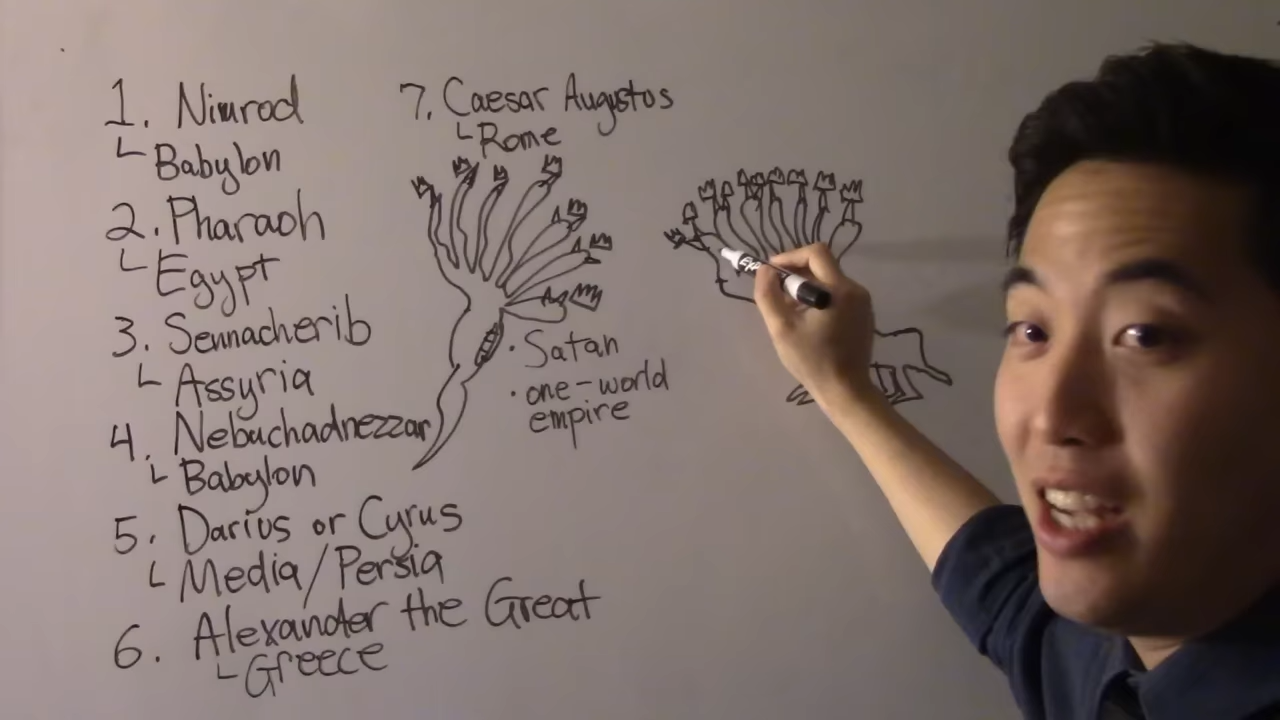 1. Nimrod
Babylon
2. Pharaoh
Egypt
3. Sennacherib
Assyria
4. Nebuchadnezzar
Babylon
5. Darius or Cyrus
Media/Persia
6. Alexander the Great
Greece
7. Caesar Augustos
Rome
• Satan
• one-world
empire